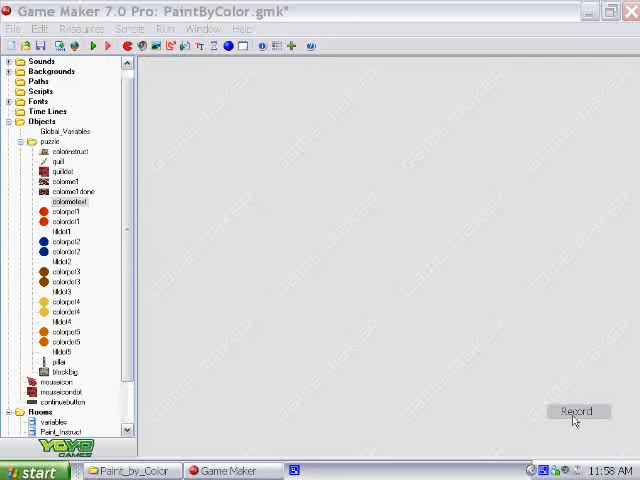 Game Maker 7.0 Pro: PaintByColor.gmk*
File Edit Resources Scripts Run Window Help
Sounds
Backgrounds
Paths
Scripts
Fonts
Time Lines
Objects
Global_Variables
puzzle
colorinstruct
quill
quilldot
colorme1
colorme1done
colormetext
colorpot1
colordot1
filldot1
colorpot2
colordot2
filldot2
colorpot3
colordot3
filldot3
colorpot4
colordot4
filldot4
colorpot5
colordot5
filldot5
pillar
blockbig
mouseicon
mouseicondot
continuebutton
Rooms
variables
Paint_Instruct
Record
YOYO
GAMES
start Paint_by_Color Game Maker 11:58 AM